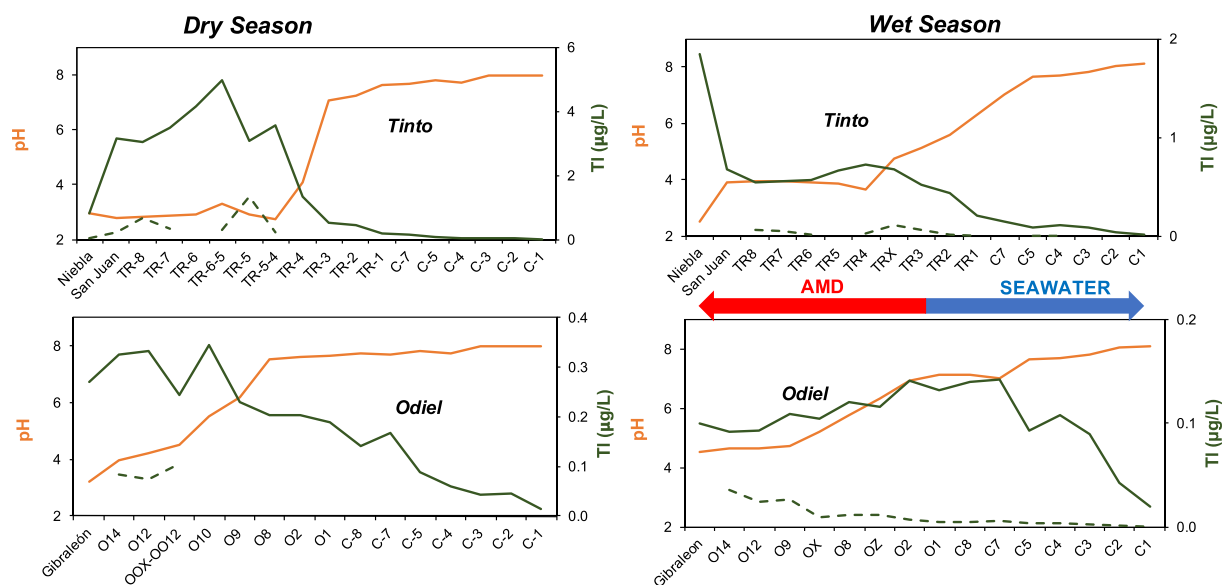 Dry Season
Wet Season
8
6
4
2
pH
6
4
2
0
Tl (µg/L)
Tinto
Niebla
San Juan
TR-8
TR-7
TR-6
TR-6-5
TR-5
TR-5-4
TR-4
TR-3
TR-2
TR-1
C-7
C-5
C-4
C-3
C-2
C-1
8
6
4
2
pH
2
1
0
Tl (µg/L)
Tinto
Niebla
San Juan
TR8
TR7
TR6
TR5
TR4
TRX
TR3
TR2
TR1
C7
C5
C4
C3
C2
C1
AMD
SEAWATER
8
6
4
2
pH
0.4
0.3
0.2
0.1
0.0
Tl (µg/L)
Odiel
Gibraleón
O14
O12
OOX-OO12
O10
O9
O8
O2
O1
C-8
C-7
C-5
C-4
C-3
C-2
C-1
8
6
4
2
pH
0.2
0.1
0.0
Tl (µg/L)
Odiel
Gibraleon
O14
O12
O9
OX
O8
OZ
O2
O1
C8
C7
C5
C4
C3
C2
C1